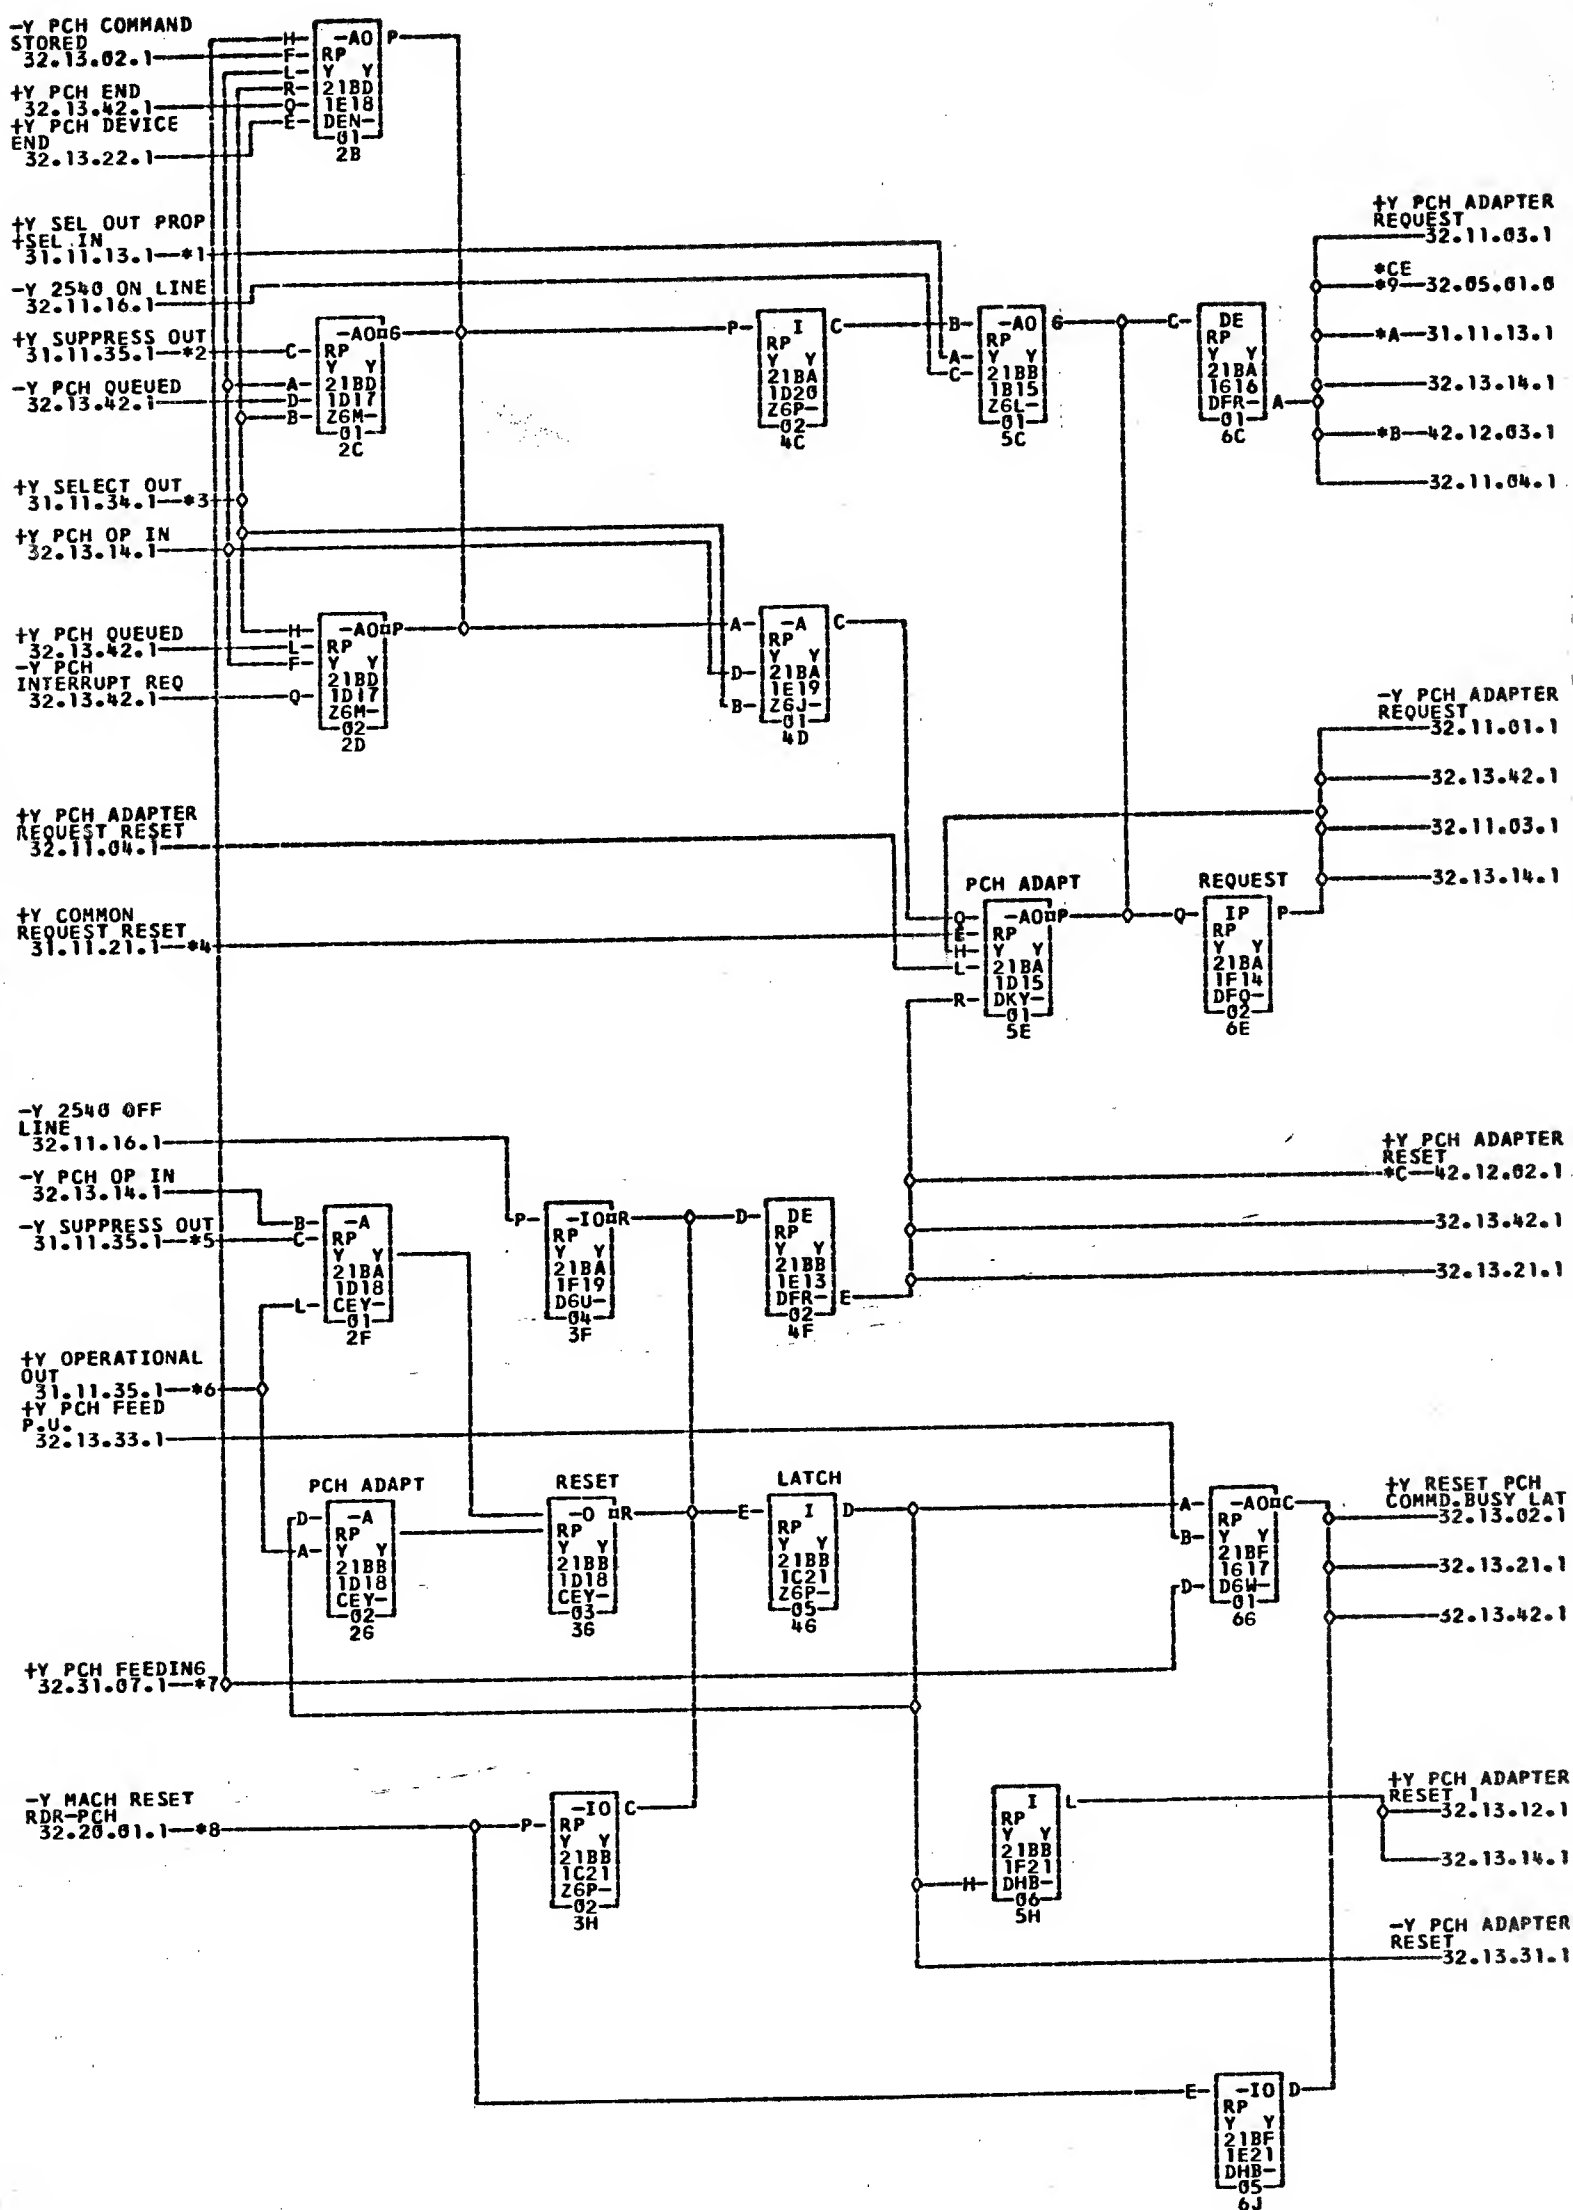 -Y PCH COMMAND
STORED
32.13.02.1
+Y PCH END
32.13.42.1
+Y PCH DEVICE
END
32.13.22.1
H
F
L
R
Q
E
-AO P
RP
Y Y
21BD
1E18
DEN-
01
2B
+Y SEL OUT PROP
+SEL IN
31.11.13.1 *1
-Y 2540 ON LINE
32.11.16.1
+Y SUPPRESS OUT
31.11.35.1 *2
-Y PCH QUEUED
32.13.42.1
C
A
D
B
-AO G
RP
Y Y
21BD
1D17
Z6M-
01
2C
P
I C
RP
Y Y
21BA
1D20
Z6P-
02
4C
B
A
C
-AO G
RP
Y Y
21BB
1B15
Z6L-
01
5C
C
DE
RP
Y Y
21BA
1G16
DFR- A
01
6C
+Y PCH ADAPTER
REQUEST
32.11.03.1
*CE
*9 32.05.01.0
*A 31.11.13.1
32.13.14.1
*B 42.12.03.1
32.11.04.1
+Y SELECT OUT
31.11.34.1 *3
+Y PCH OP IN
32.13.14.1
+Y PCH QUEUED
32.13.42.1
-Y PCH
INTERRUPT REQ
32.13.42.1
H
L
F
Q
-AO P
RP
Y Y
21BD
1D17
Z6M-
02
2D
A
D
B
-A C
RP
Y Y
21BA
1E19
Z6J-
01
4D
-Y PCH ADAPTER
REQUEST
32.11.01.1
32.13.42.1
32.11.03.1
32.13.14.1
+Y PCH ADAPTER
REQUEST RESET
32.11.04.1
+Y COMMON
REQUEST RESET
31.11.21.1 *4
PCH ADAPT
Q
E
H
L
R
-AO P
RP
Y Y
21BA
1D15
DKY-
01
5E
REQUEST
Q
IP P
RP
Y Y
21BA
1F14
DFQ-
02
6E
-Y 2540 OFF
LINE
32.11.16.1
-Y PCH OP IN
32.13.14.1
-Y SUPPRESS OUT
31.11.35.1 *5
B
C
L
-A
RP
Y Y
21BA
1D18
CEY-
01
2F
P
-IO R
RP
Y Y
21BA
1F19
D6U-
04
3F
D
DE
RP
Y Y
21BB
1E13
DFR- E
02
4F
+Y PCH ADAPTER
RESET
*C 42.12.02.1
32.13.42.1
32.13.21.1
+Y OPERATIONAL
OUT
31.11.35.1 *6
+Y PCH FEED
P.U.
32.13.33.1
PCH ADAPT
D
A
-A
RP
Y Y
21BB
1D18
CEY-
02
2G
RESET
-O R
RP
Y Y
21BB
1D18
CEY-
03
3G
LATCH
E
I D
RP
Y Y
21BB
1C21
Z6P-
05
4G
A
B
D
-AO C
RP
Y Y
21BF
1G17
D6W-
01
6G
+Y RESET PCH
COMMD.BUSY LAT
32.13.02.1
32.13.21.1
32.13.42.1
+Y PCH FEEDING
32.31.07.1 *7
-Y MACH RESET
RDR-PCH
32.20.01.1 *8
P
-IO C
RP
Y Y
21BB
1C21
Z6P-
02
3H
H
I L
RP
Y Y
21BB
1F21
DHB-
06
5H
+Y PCH ADAPTER
RESET 1
32.13.12.1
32.13.14.1
-Y PCH ADAPTER
RESET
32.13.31.1
E
-IO D
RP
Y Y
21BF
1E21
DHB-
05
6J